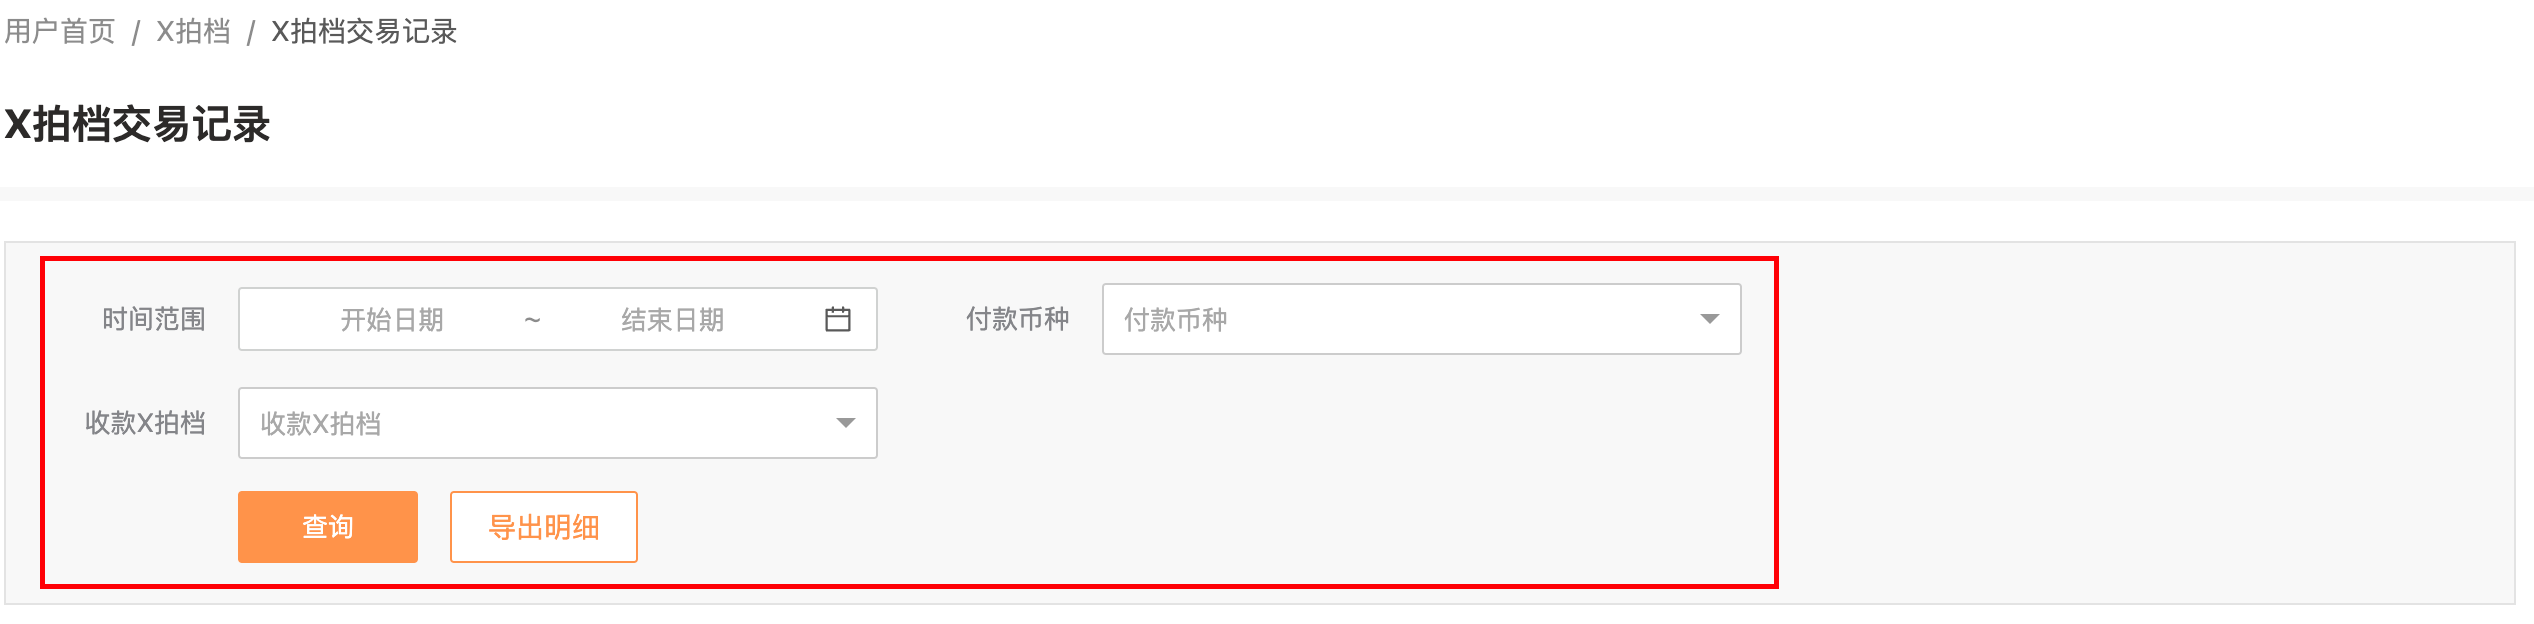 用户首页 / X拍档 / X拍档交易记录
X拍档交易记录
时间范围 开始日期 ~ 结束日期 付款币种 付款币种
收款X拍档 收款X拍档
查询 导出明细